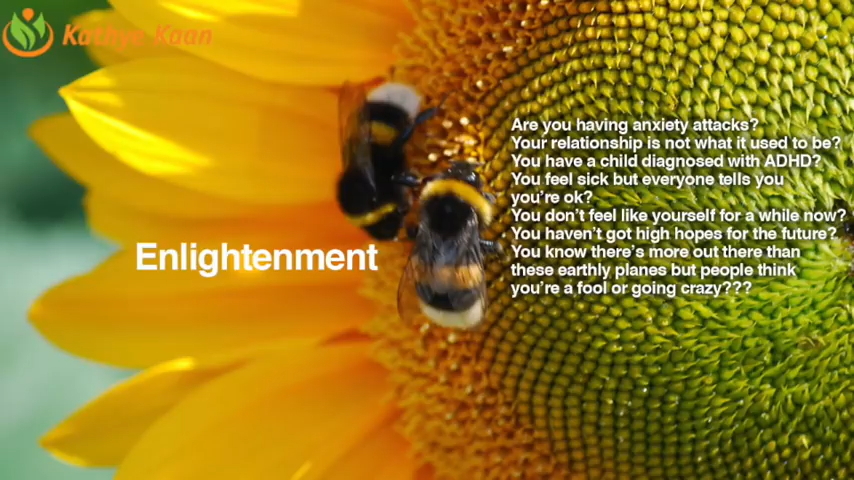 Kathye Kaan
Enlightenment
Are you having anxiety attacks?
Your relationship is not what it used to be?
You have a child diagnosed with ADHD?
You feel sick but everyone tells you
you're ok?
You don't feel like yourself for a while now?
You haven't got high hopes for the future?
You know there's more out there than
these earthly planes but people think
you're a fool or going crazy???